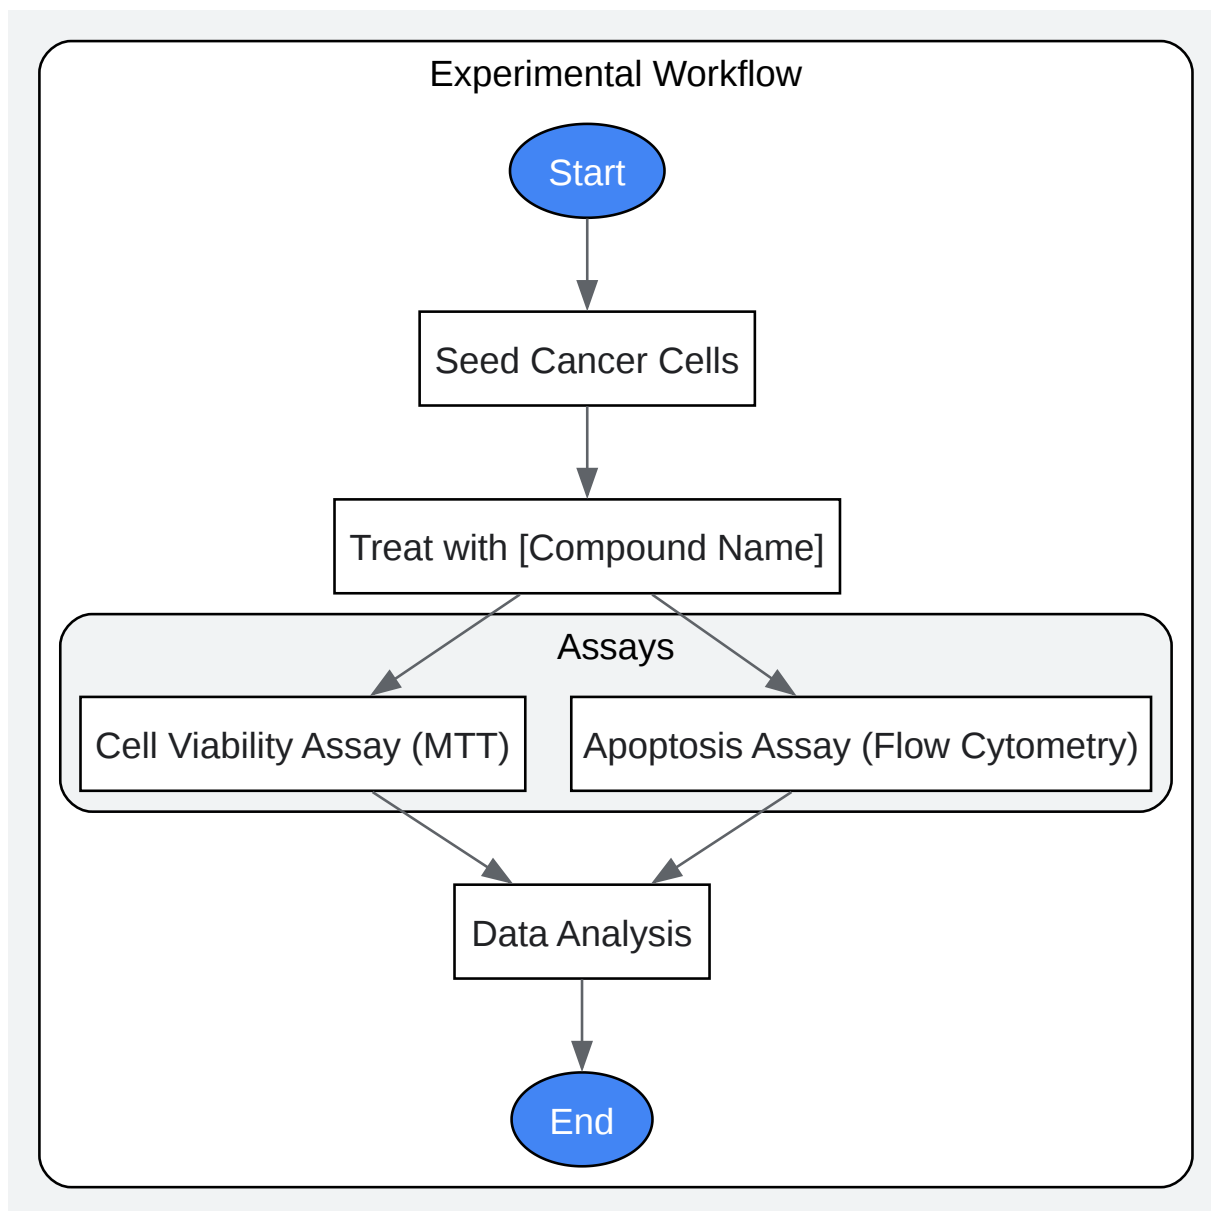 Experimental Workflow
Start
Seed Cancer Cells
Treat with [Compound Name]
Assays
Cell Viability Assay (MTT)
Apoptosis Assay (Flow Cytometry)
Data Analysis
End